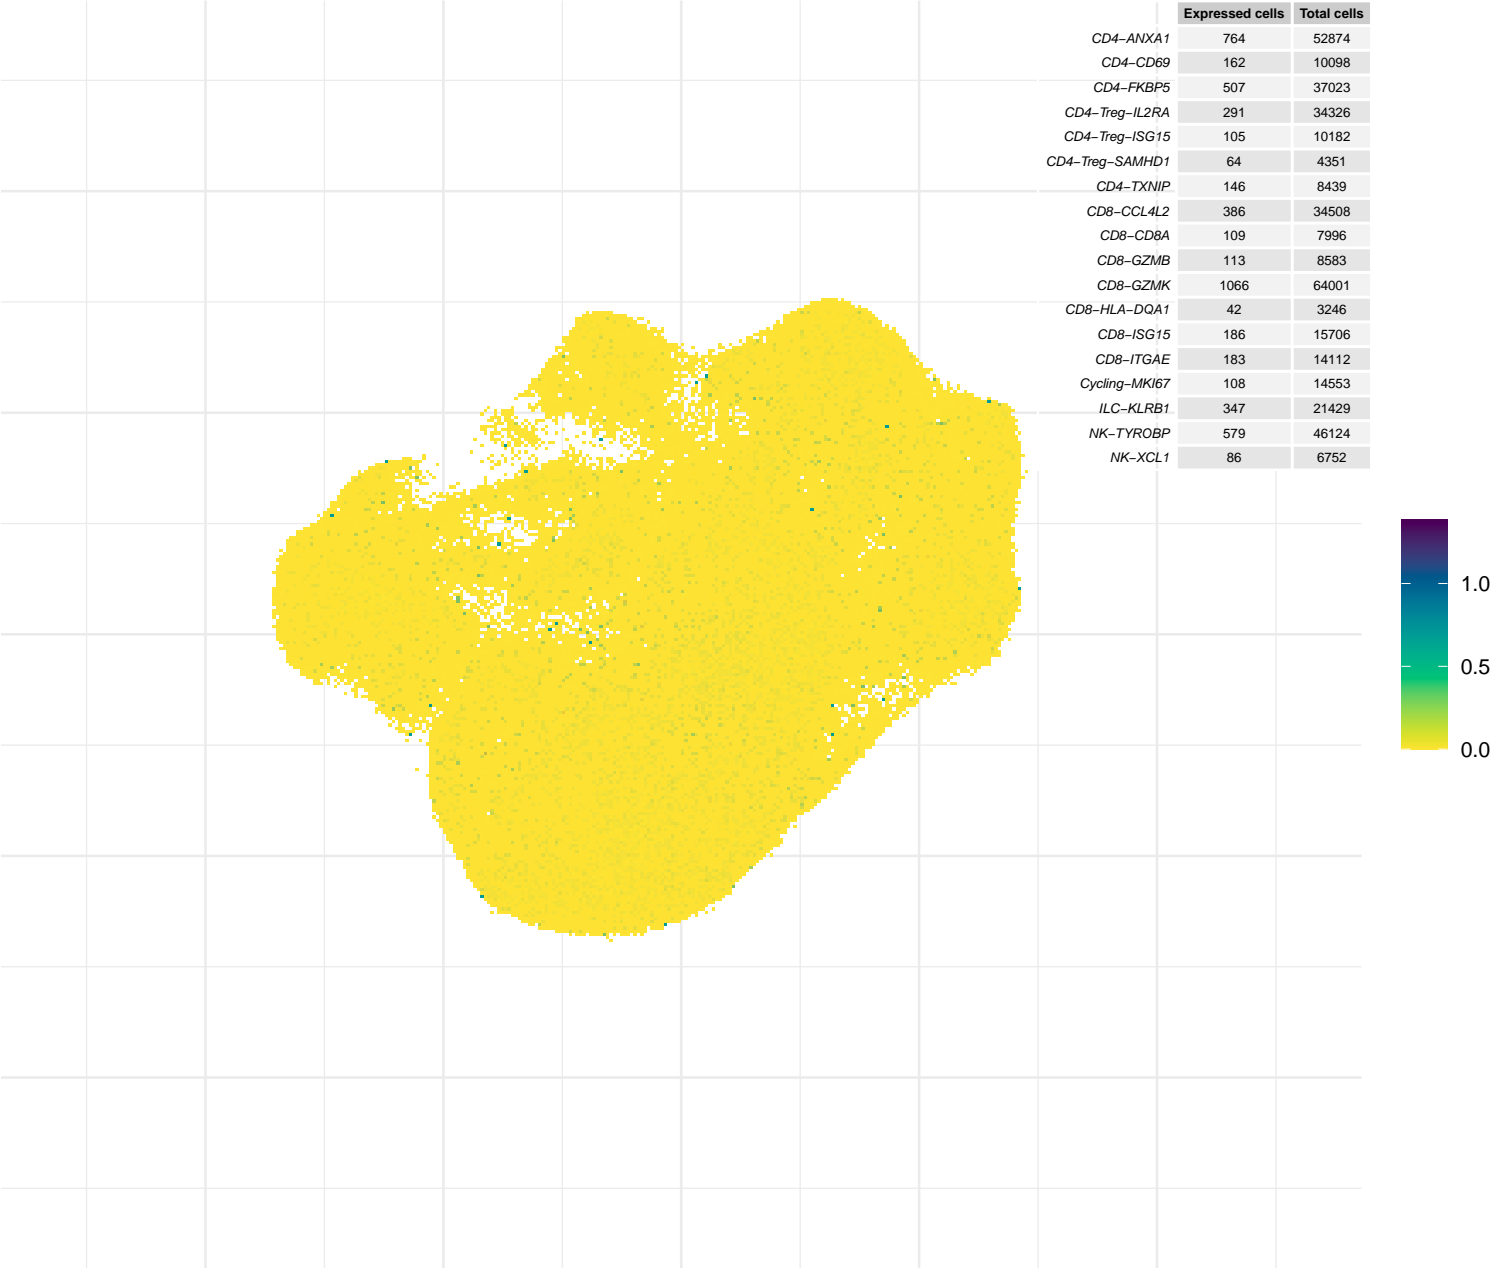 Expressed cells Total cells
CD4−ANXA1 764 52874
CD4−CD69 162 10098
CD4−FKBP5 507 37023
CD4−Treg−IL2RA 291 34326
CD4−Treg−ISG15 105 10182
CD4−Treg−SAMHD1 64 4351
CD4−TXNIP 146 8439
CD8−CCL4L2 386 34508
CD8−CD8A 109 7996
CD8−GZMB 113 8583
CD8−GZMK 1066 64001
CD8−HLA−DQA1 42 3246
CD8−ISG15 186 15706
CD8−ITGAE 183 14112
Cycling−MKI67 108 14553
ILC−KLRB1 347 21429
NK−TYROBP 579 46124
NK−XCL1 86 6752
1.0
0.5
0.0